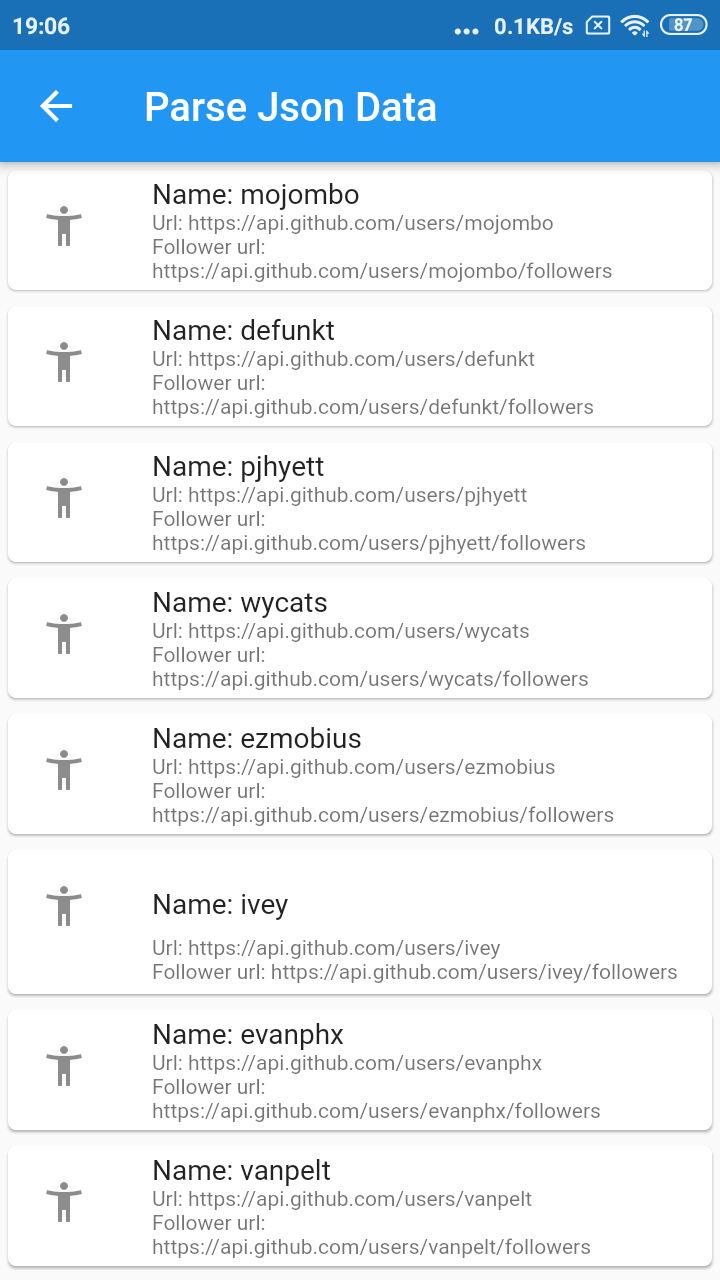 19:06 ... 0.1KB/s 87
Parse Json Data
Name: mojombo
Url: https://api.github.com/users/mojombo
Follower url:
https://api.github.com/users/mojombo/followers
Name: defunkt
Url: https://api.github.com/users/defunkt
Follower url:
https://api.github.com/users/defunkt/followers
Name: pjhyett
Url: https://api.github.com/users/pjhyett
Follower url:
https://api.github.com/users/pjhyett/followers
Name: wycats
Url: https://api.github.com/users/wycats
Follower url:
https://api.github.com/users/wycats/followers
Name: ezmobius
Url: https://api.github.com/users/ezmobius
Follower url:
https://api.github.com/users/ezmobius/followers
Name: ivey
Url: https://api.github.com/users/ivey
Follower url: https://api.github.com/users/ivey/followers
Name: evanphx
Url: https://api.github.com/users/evanphx
Follower url:
https://api.github.com/users/evanphx/followers
Name: vanpelt
Url: https://api.github.com/users/vanpelt
Follower url:
https://api.github.com/users/vanpelt/followers